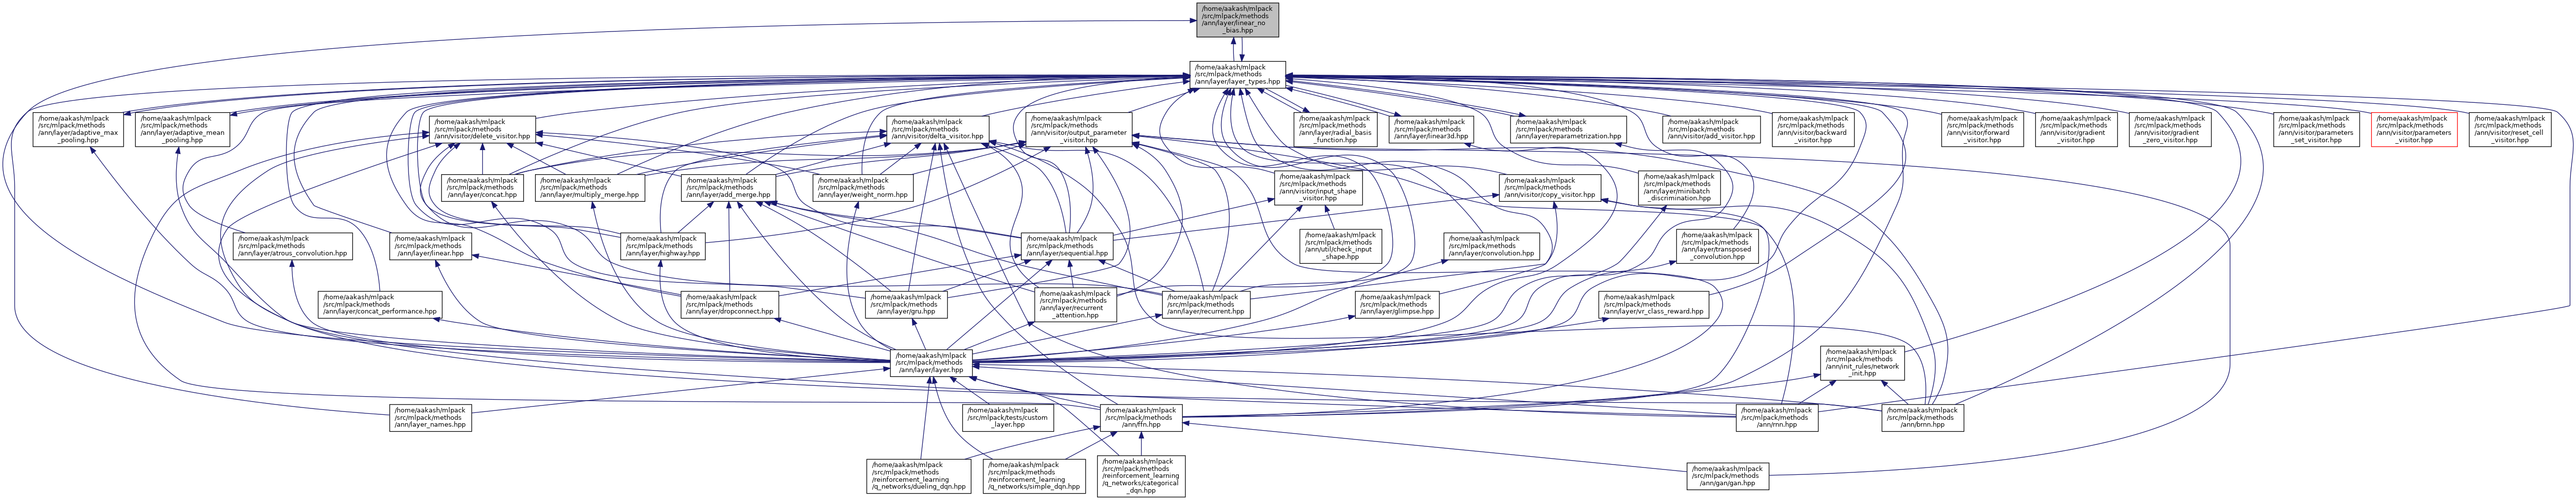 /home/aakash/mlpack
/src/mlpack/methods
/ann/layer/linear_no
_bias.hpp
/home/aakash/mlpack
/src/mlpack/methods
/ann/layer/layer_types.hpp
/home/aakash/mlpack
/src/mlpack/methods
/ann/layer/adaptive_max
_pooling.hpp
/home/aakash/mlpack
/src/mlpack/methods
/ann/layer/adaptive_mean
_pooling.hpp
/home/aakash/mlpack
/src/mlpack/methods
/ann/visitor/delete_visitor.hpp
/home/aakash/mlpack
/src/mlpack/methods
/ann/visitor/delta_visitor.hpp
/home/aakash/mlpack
/src/mlpack/methods
/ann/visitor/output_parameter
_visitor.hpp
/home/aakash/mlpack
/src/mlpack/methods
/ann/layer/radial_basis
_function.hpp
/home/aakash/mlpack
/src/mlpack/methods
/ann/layer/linear3d.hpp
/home/aakash/mlpack
/src/mlpack/methods
/ann/layer/reparametrization.hpp
/home/aakash/mlpack
/src/mlpack/methods
/ann/visitor/add_visitor.hpp
/home/aakash/mlpack
/src/mlpack/methods
/ann/visitor/backward
_visitor.hpp
/home/aakash/mlpack
/src/mlpack/methods
/ann/visitor/forward
_visitor.hpp
/home/aakash/mlpack
/src/mlpack/methods
/ann/visitor/gradient
_visitor.hpp
/home/aakash/mlpack
/src/mlpack/methods
/ann/visitor/gradient
_zero_visitor.hpp
/home/aakash/mlpack
/src/mlpack/methods
/ann/visitor/parameters
_set_visitor.hpp
/home/aakash/mlpack
/src/mlpack/methods
/ann/visitor/parameters
_visitor.hpp
/home/aakash/mlpack
/src/mlpack/methods
/ann/visitor/reset_cell
_visitor.hpp
/home/aakash/mlpack
/src/mlpack/methods
/ann/layer/concat.hpp
/home/aakash/mlpack
/src/mlpack/methods
/ann/layer/multiply_merge.hpp
/home/aakash/mlpack
/src/mlpack/methods
/ann/layer/add_merge.hpp
/home/aakash/mlpack
/src/mlpack/methods
/ann/layer/weight_norm.hpp
/home/aakash/mlpack
/src/mlpack/methods
/ann/visitor/input_shape
_visitor.hpp
/home/aakash/mlpack
/src/mlpack/methods
/ann/visitor/copy_visitor.hpp
/home/aakash/mlpack
/src/mlpack/methods
/ann/layer/minibatch
_discrimination.hpp
/home/aakash/mlpack
/src/mlpack/methods
/ann/layer/atrous_convolution.hpp
/home/aakash/mlpack
/src/mlpack/methods
/ann/layer/linear.hpp
/home/aakash/mlpack
/src/mlpack/methods
/ann/layer/highway.hpp
/home/aakash/mlpack
/src/mlpack/methods
/ann/layer/sequential.hpp
/home/aakash/mlpack
/src/mlpack/methods
/ann/util/check_input
_shape.hpp
/home/aakash/mlpack
/src/mlpack/methods
/ann/layer/convolution.hpp
/home/aakash/mlpack
/src/mlpack/methods
/ann/layer/transposed
_convolution.hpp
/home/aakash/mlpack
/src/mlpack/methods
/ann/layer/concat_performance.hpp
/home/aakash/mlpack
/src/mlpack/methods
/ann/layer/dropconnect.hpp
/home/aakash/mlpack
/src/mlpack/methods
/ann/layer/gru.hpp
/home/aakash/mlpack
/src/mlpack/methods
/ann/layer/recurrent
_attention.hpp
/home/aakash/mlpack
/src/mlpack/methods
/ann/layer/recurrent.hpp
/home/aakash/mlpack
/src/mlpack/methods
/ann/layer/glimpse.hpp
/home/aakash/mlpack
/src/mlpack/methods
/ann/layer/vr_class_reward.hpp
/home/aakash/mlpack
/src/mlpack/methods
/ann/layer/layer.hpp
/home/aakash/mlpack
/src/mlpack/methods
/ann/init_rules/network
_init.hpp
/home/aakash/mlpack
/src/mlpack/methods
/ann/layer_names.hpp
/home/aakash/mlpack
/src/mlpack/tests/custom
_layer.hpp
/home/aakash/mlpack
/src/mlpack/methods
/ann/ffn.hpp
/home/aakash/mlpack
/src/mlpack/methods
/ann/rnn.hpp
/home/aakash/mlpack
/src/mlpack/methods
/ann/brnn.hpp
/home/aakash/mlpack
/src/mlpack/methods
/reinforcement_learning
/q_networks/dueling_dqn.hpp
/home/aakash/mlpack
/src/mlpack/methods
/reinforcement_learning
/q_networks/simple_dqn.hpp
/home/aakash/mlpack
/src/mlpack/methods
/reinforcement_learning
/q_networks/categorical
_dqn.hpp
/home/aakash/mlpack
/src/mlpack/methods
/ann/gan/gan.hpp